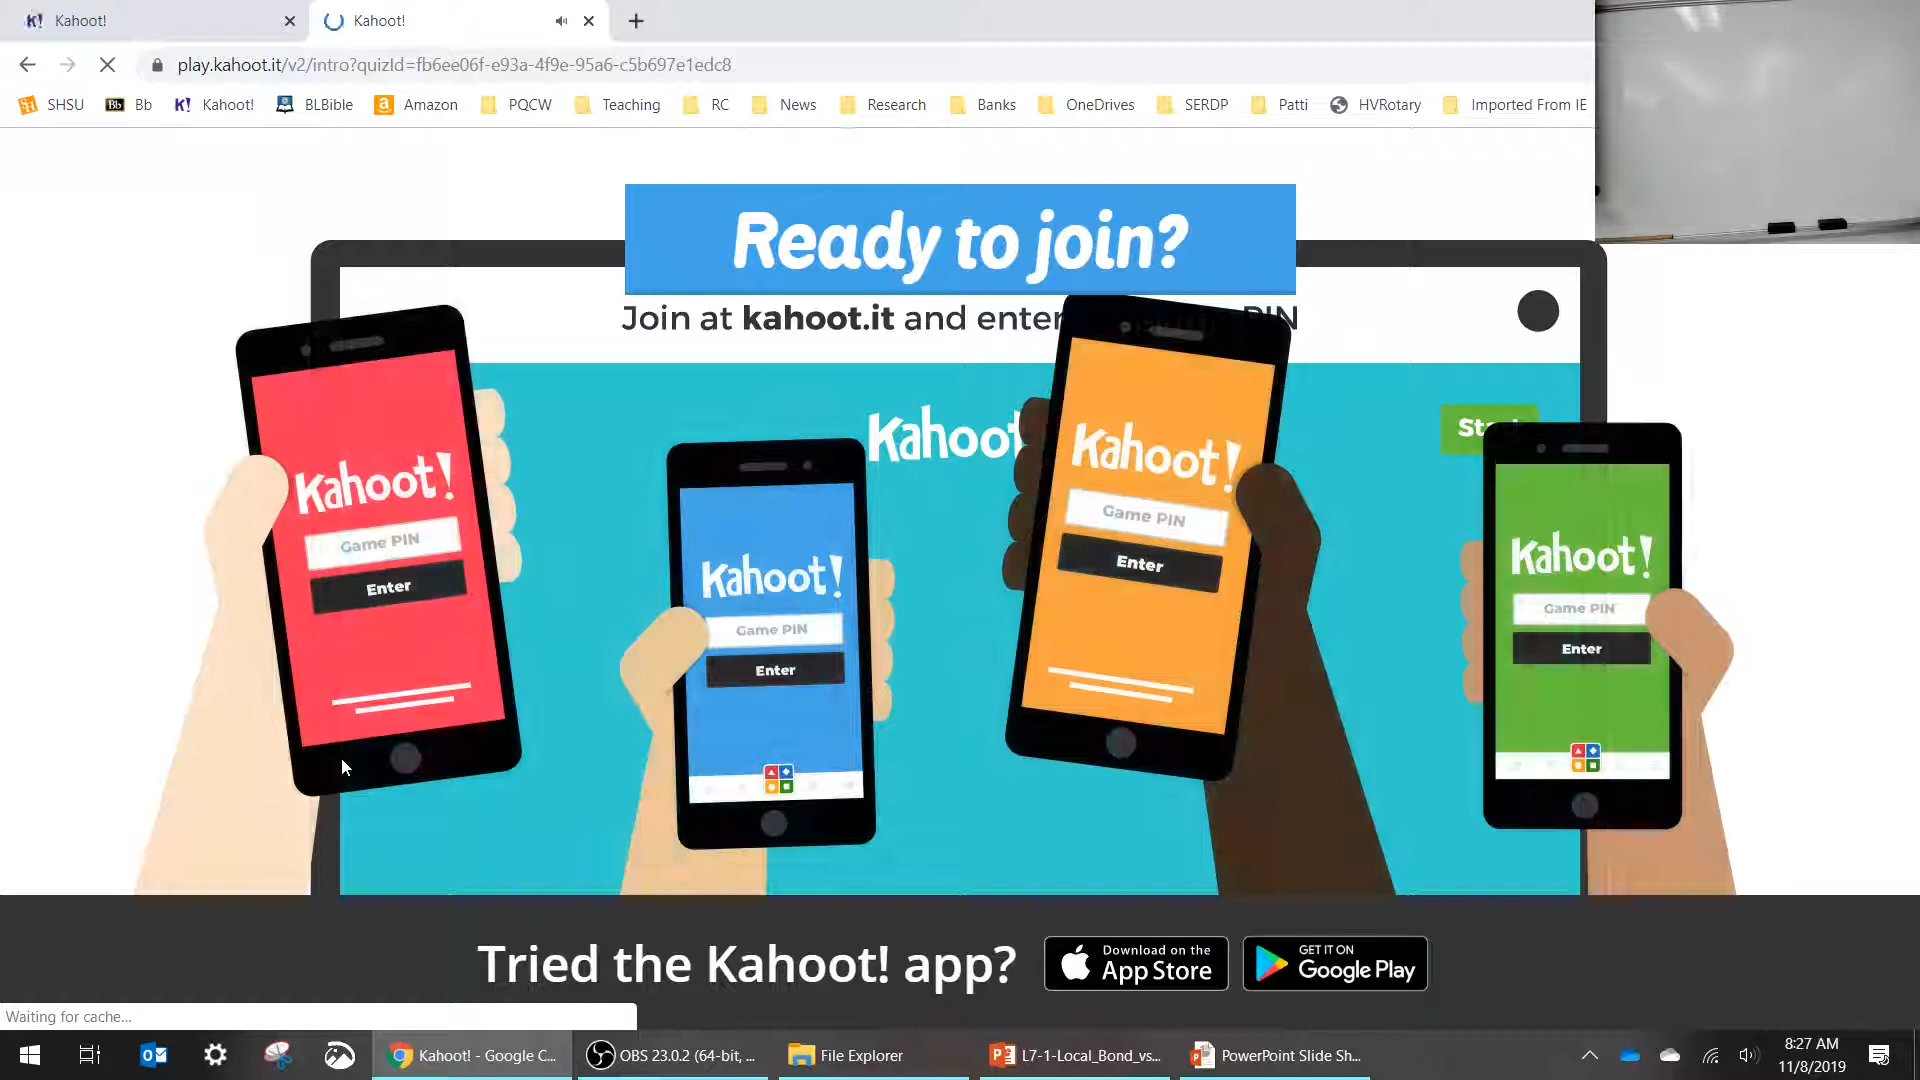 Kahoot!
Kahoot!
play.kahoot.it/v2/intro?quizId=fb6ee06f-e93a-4f9e-95a6-c5b697e1edc8
SHSU Bb Kahoot! BLBible Amazon PQCW Teaching RC News Research Banks OneDrives SERDP Patti HVRotary Imported From IE
Ready to join?
Join at kahoot.it and enter PIN
Kahoot!
Game PIN
Enter
Kahoot!
Game PIN
Enter
Kahoot
Kahoot!
Game PIN
Enter
Kahoot!
Game PIN
Enter
Tried the Kahoot! app?
Download on the
App Store
GET IT ON
Google Play
Waiting for cache...
Kahoot! - Google C...
OBS 23.0.2 (64-bit, ...
File Explorer
L7-1-Local_Bond_vs...
PowerPoint Slide Sh...
8:27 AM
11/8/2019